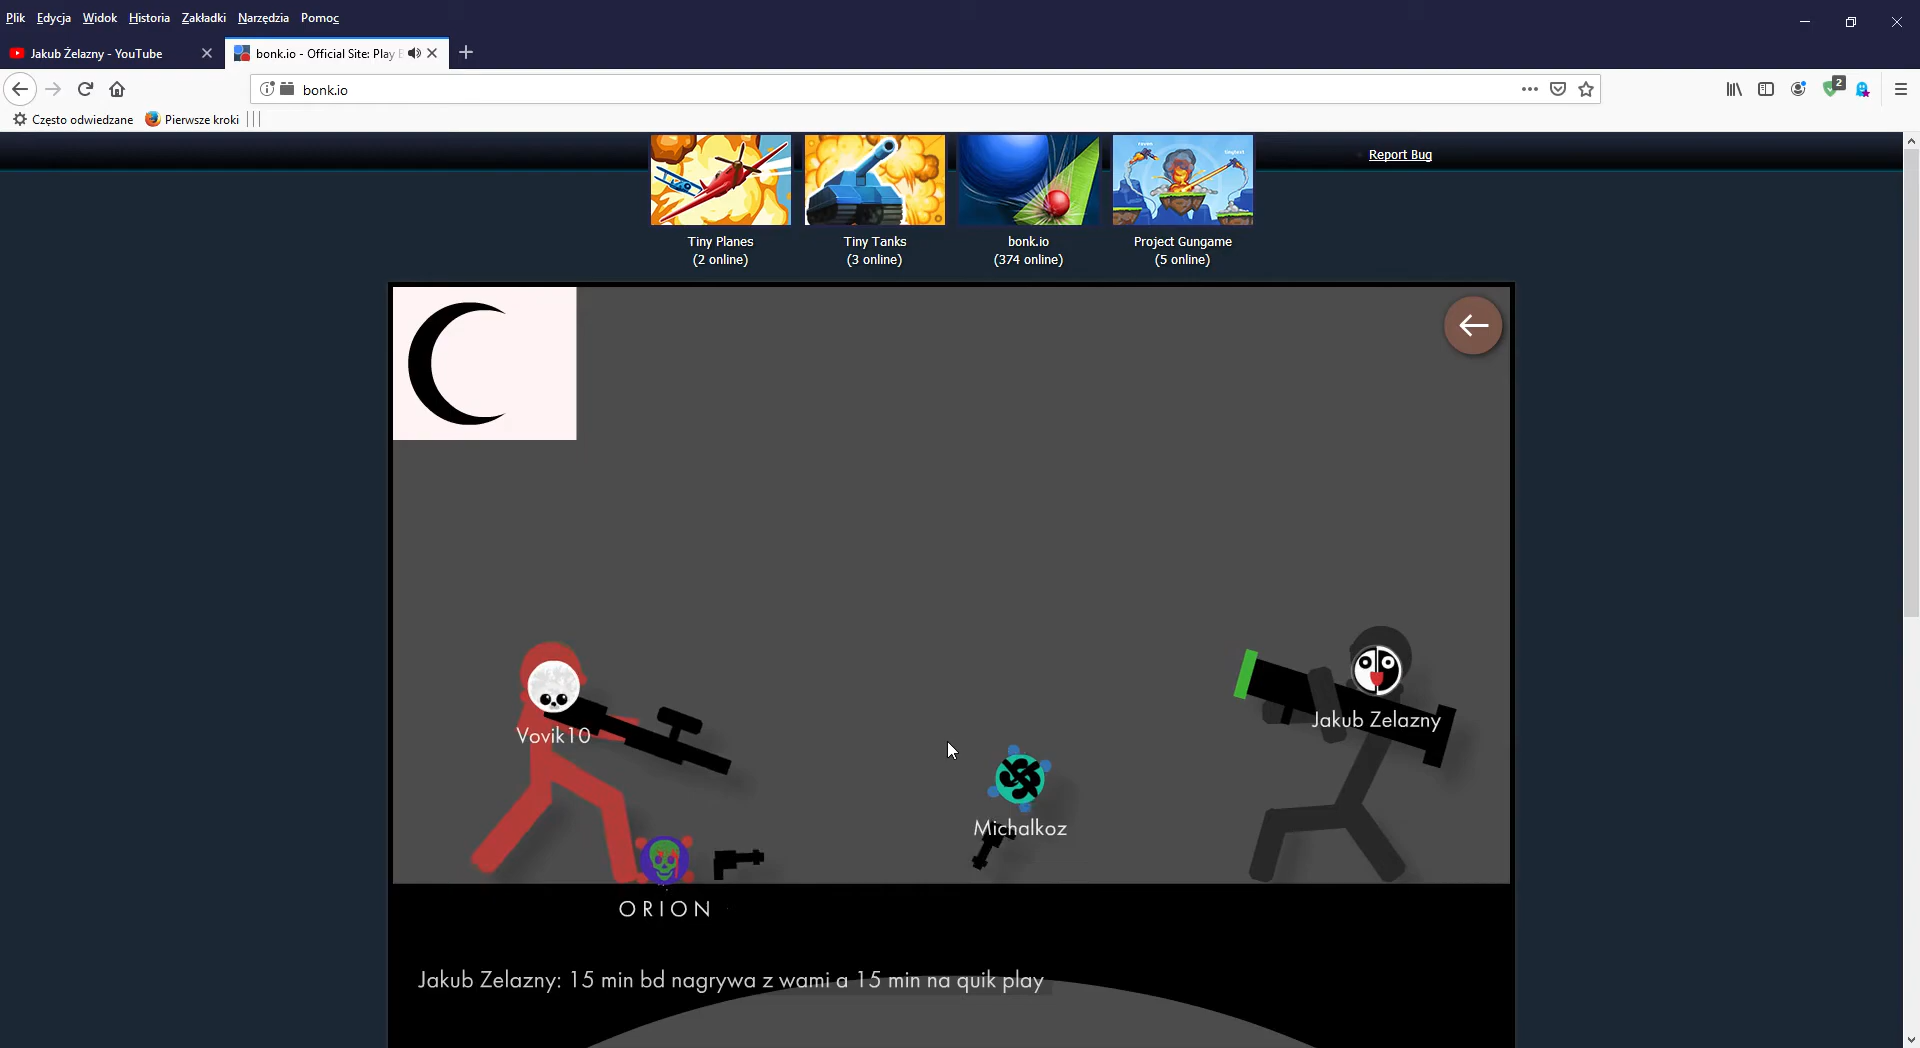 Plik Edycja Widok Historia Zakładki Narzędzia Pomoc
Jakub Żelazny - YouTube
bonk.io - Official Site: Play
bonk.io
2
Często odwiedzane Pierwsze kroki
Report Bug
Tiny Planes Tiny Tanks bonk.io Project Gungame
(2 online) (3 online) (374 online) (5 online)
Jakub Zelazny
Vovik10
Michalkoz
ORION
Jakub Zelazny: 15 min bd nagrywa z wami a 15 min na quik play